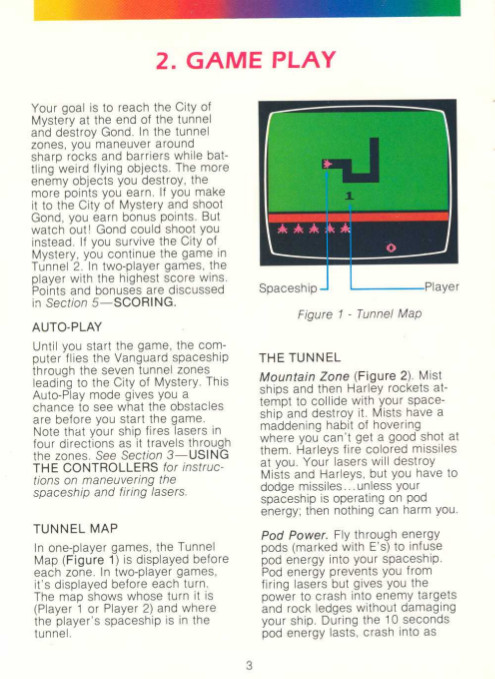 2. GAME PLAY
Your goal is to reach the City of
Mystery at the end of the tunnel
and destroy Gond. In the tunnel
zones, you maneuver around
sharp rocks and barriers while bat-
tling weird flying objects. The more
enemy objects you destroy, the
more points you earn. If you make
it to the City of Mystery and shoot
Gond, you earn bonus points. But
watch out! Gond could shoot you
instead. If you survive the City of
Mystery, you continue the game in
Tunnel 2. In two-player games, the
player with the highest score wins.
Points and bonuses are discussed
in Section 5—SCORING.
AUTO-PLAY
Until you start the game, the com-
puter flies the Vanguard spaceship
through the seven tunnel zones
leading to the City of Mystery. This
Auto-Play mode gives you a
chance to see what the obstacles
are before you start the game.
Note that your ship fires lasers in
four directions as it travels through
the zones. See Section 3—USING
THE CONTROLLERS for instruc-
tions on maneuvering the
spaceship and firing lasers.
TUNNEL MAP
In one-player games, the Tunnel
Map (Figure 1) is displayed before
each zone. In two-player games,
it's displayed before each turn.
The map shows whose turn it is
(Player 1 or Player 2) and where
the player's spaceship is in the
tunnel.
1
Spaceship
Player
Figure 1 - Tunnel Map
THE TUNNEL
Mountain Zone (Figure 2). Mist
ships and then Harley rockets at-
tempt to collide with your space-
ship and destroy it. Mists have a
maddening habit of hovering
where you can't get a good shot at
them. Harleys fire colored missiles
at you. Your lasers will destroy
Mists and Harleys, but you have to
dodge missiles...unless your
spaceship is operating on pod
energy; then nothing can harm you.
Pod Power. Fly through energy
pods (marked with E's) to infuse
pod energy into your spaceship.
Pod energy prevents you from
firing lasers but gives you the
power to crash into enemy targets
and rock ledges without damaging
your ship. During the 10 seconds
pod energy lasts, crash into as
3